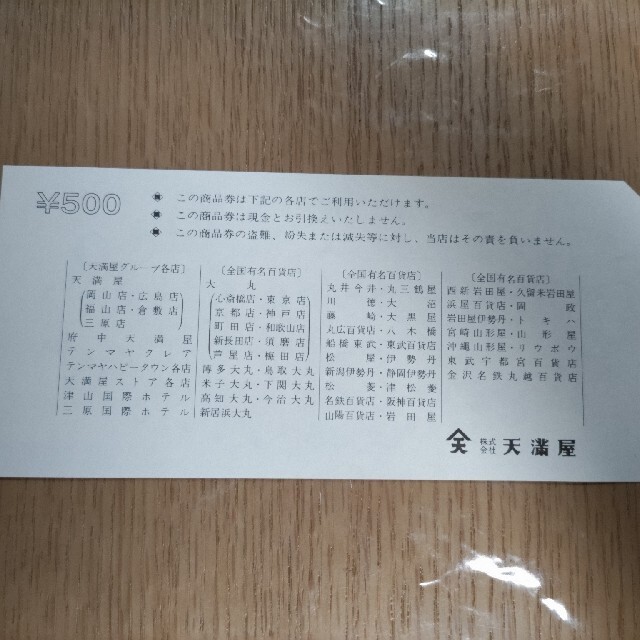 ¥500
この商品券は下記の各店でご利用いただけます。
この商品券は現金とお引換えいたしません。
この商品券の盗難、紛失または滅失等に対し、当店はその責を負いません。
〔天満屋グループ各店〕
天満屋
岡山店・広島店
福山店・倉敷店
三原店
府中天満屋
テンマヤクレア
テンマヤハピータウン各店
天満屋ストア各店
津山国際ホテル
三原国際ホテル
〔全国有名百貨店〕
大丸
心斎橋店・東京店
京都店・神戸店
町田店・和歌山店
新長田店・須磨店
芦屋店・梅田店
博多大丸・鳥取大丸
米子大丸・下関大丸
高知大丸・今治大丸
新居浜大丸
〔全国有名百貨店〕
丸井今井・丸三鶴屋
川徳・大沼
藤崎・大黒屋
丸広百貨店・八木橋
船橋東武・東武百貨店
松屋・伊勢丹
新潟伊勢丹・静岡伊勢丹
松菱・津松菱
名鉄百貨店・阪神百貨店
山陽百貨店・岩田屋
〔全国有名百貨店〕
西新岩田屋・久留米岩田屋
浜屋百貨店・岡政
岩田屋伊勢丹・トキハ
宮崎山形屋・山形屋
沖縄山形屋・リウボウ
東武宇都宮百貨店
金沢名鉄丸越百貨店
株式会社 天満屋